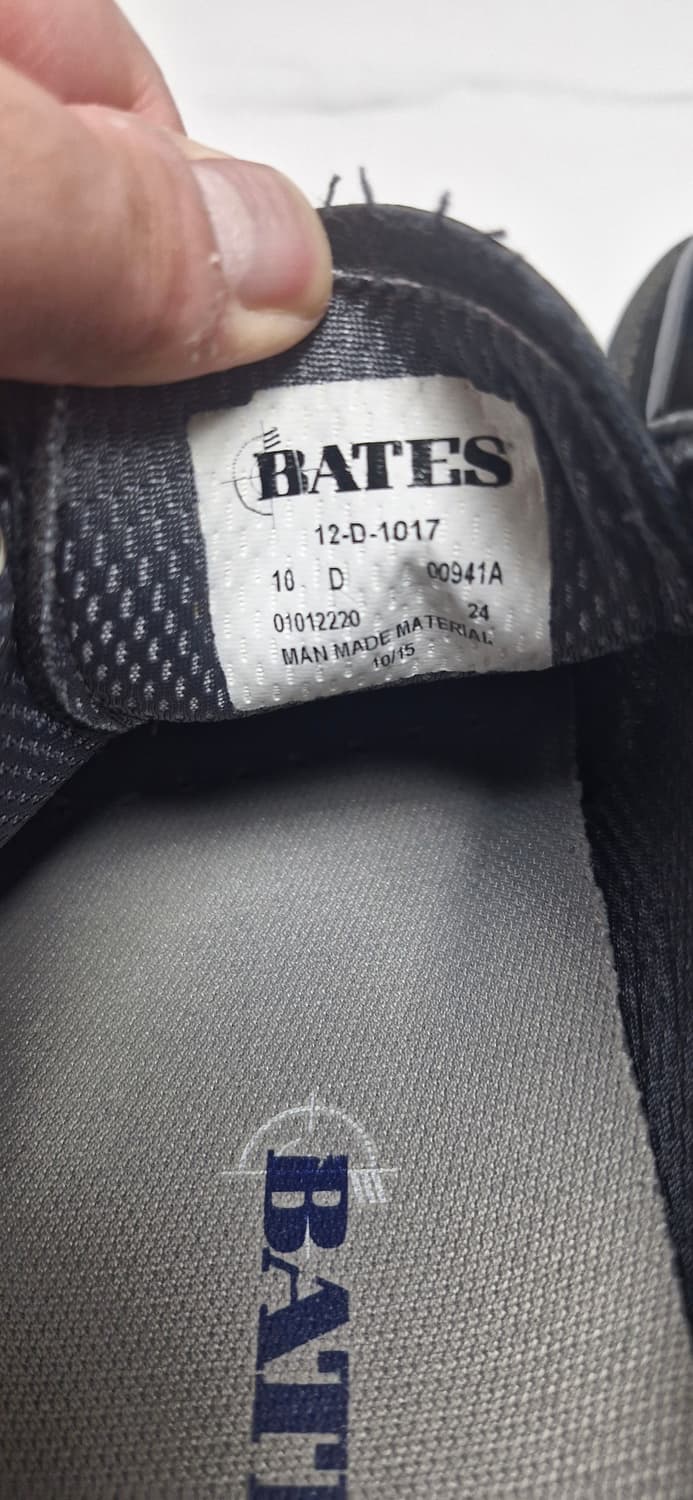 BATES
12-D-1017
10 D 00941A
01012220 24
MAN MADE MATERIAL
10/15
BAT